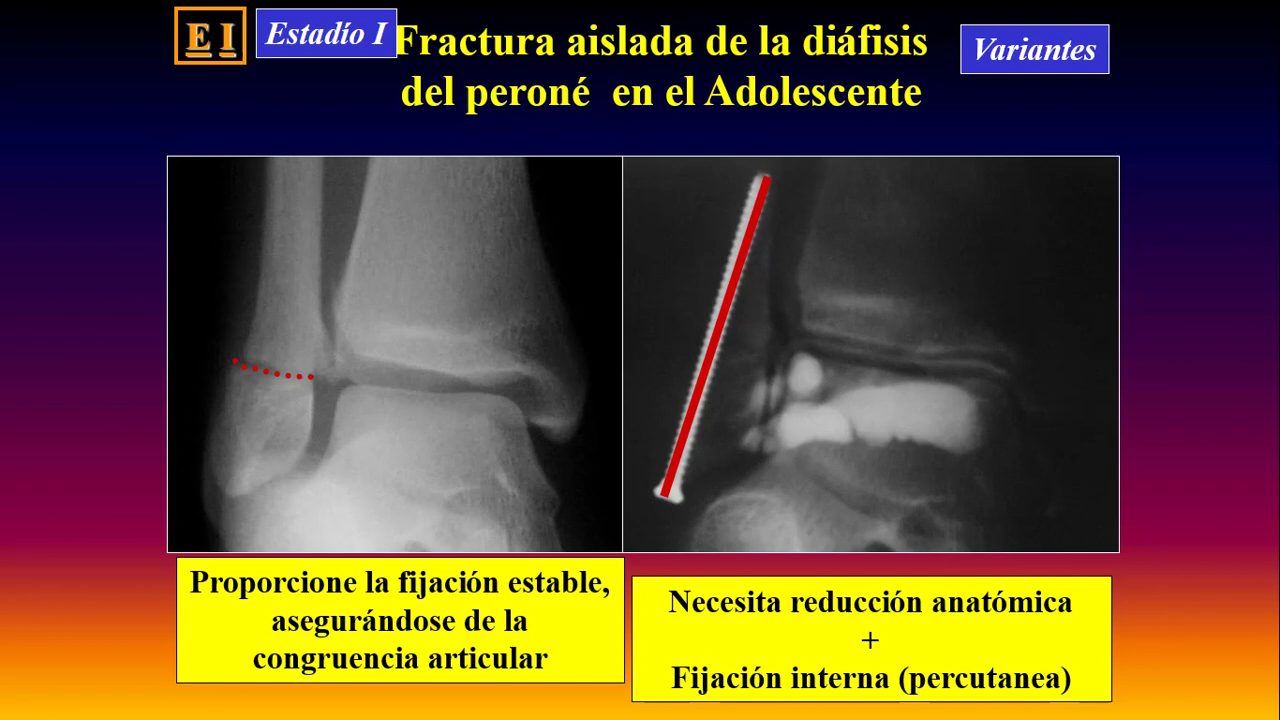 E I
Estadío I
Fractura aislada de la diáfisis
del peroné en el Adolescente
Variantes
Proporcione la fijación estable,
asegurándose de la
congruencia articular
Necesita reducción anatómica
+
Fijación interna (percutanea)